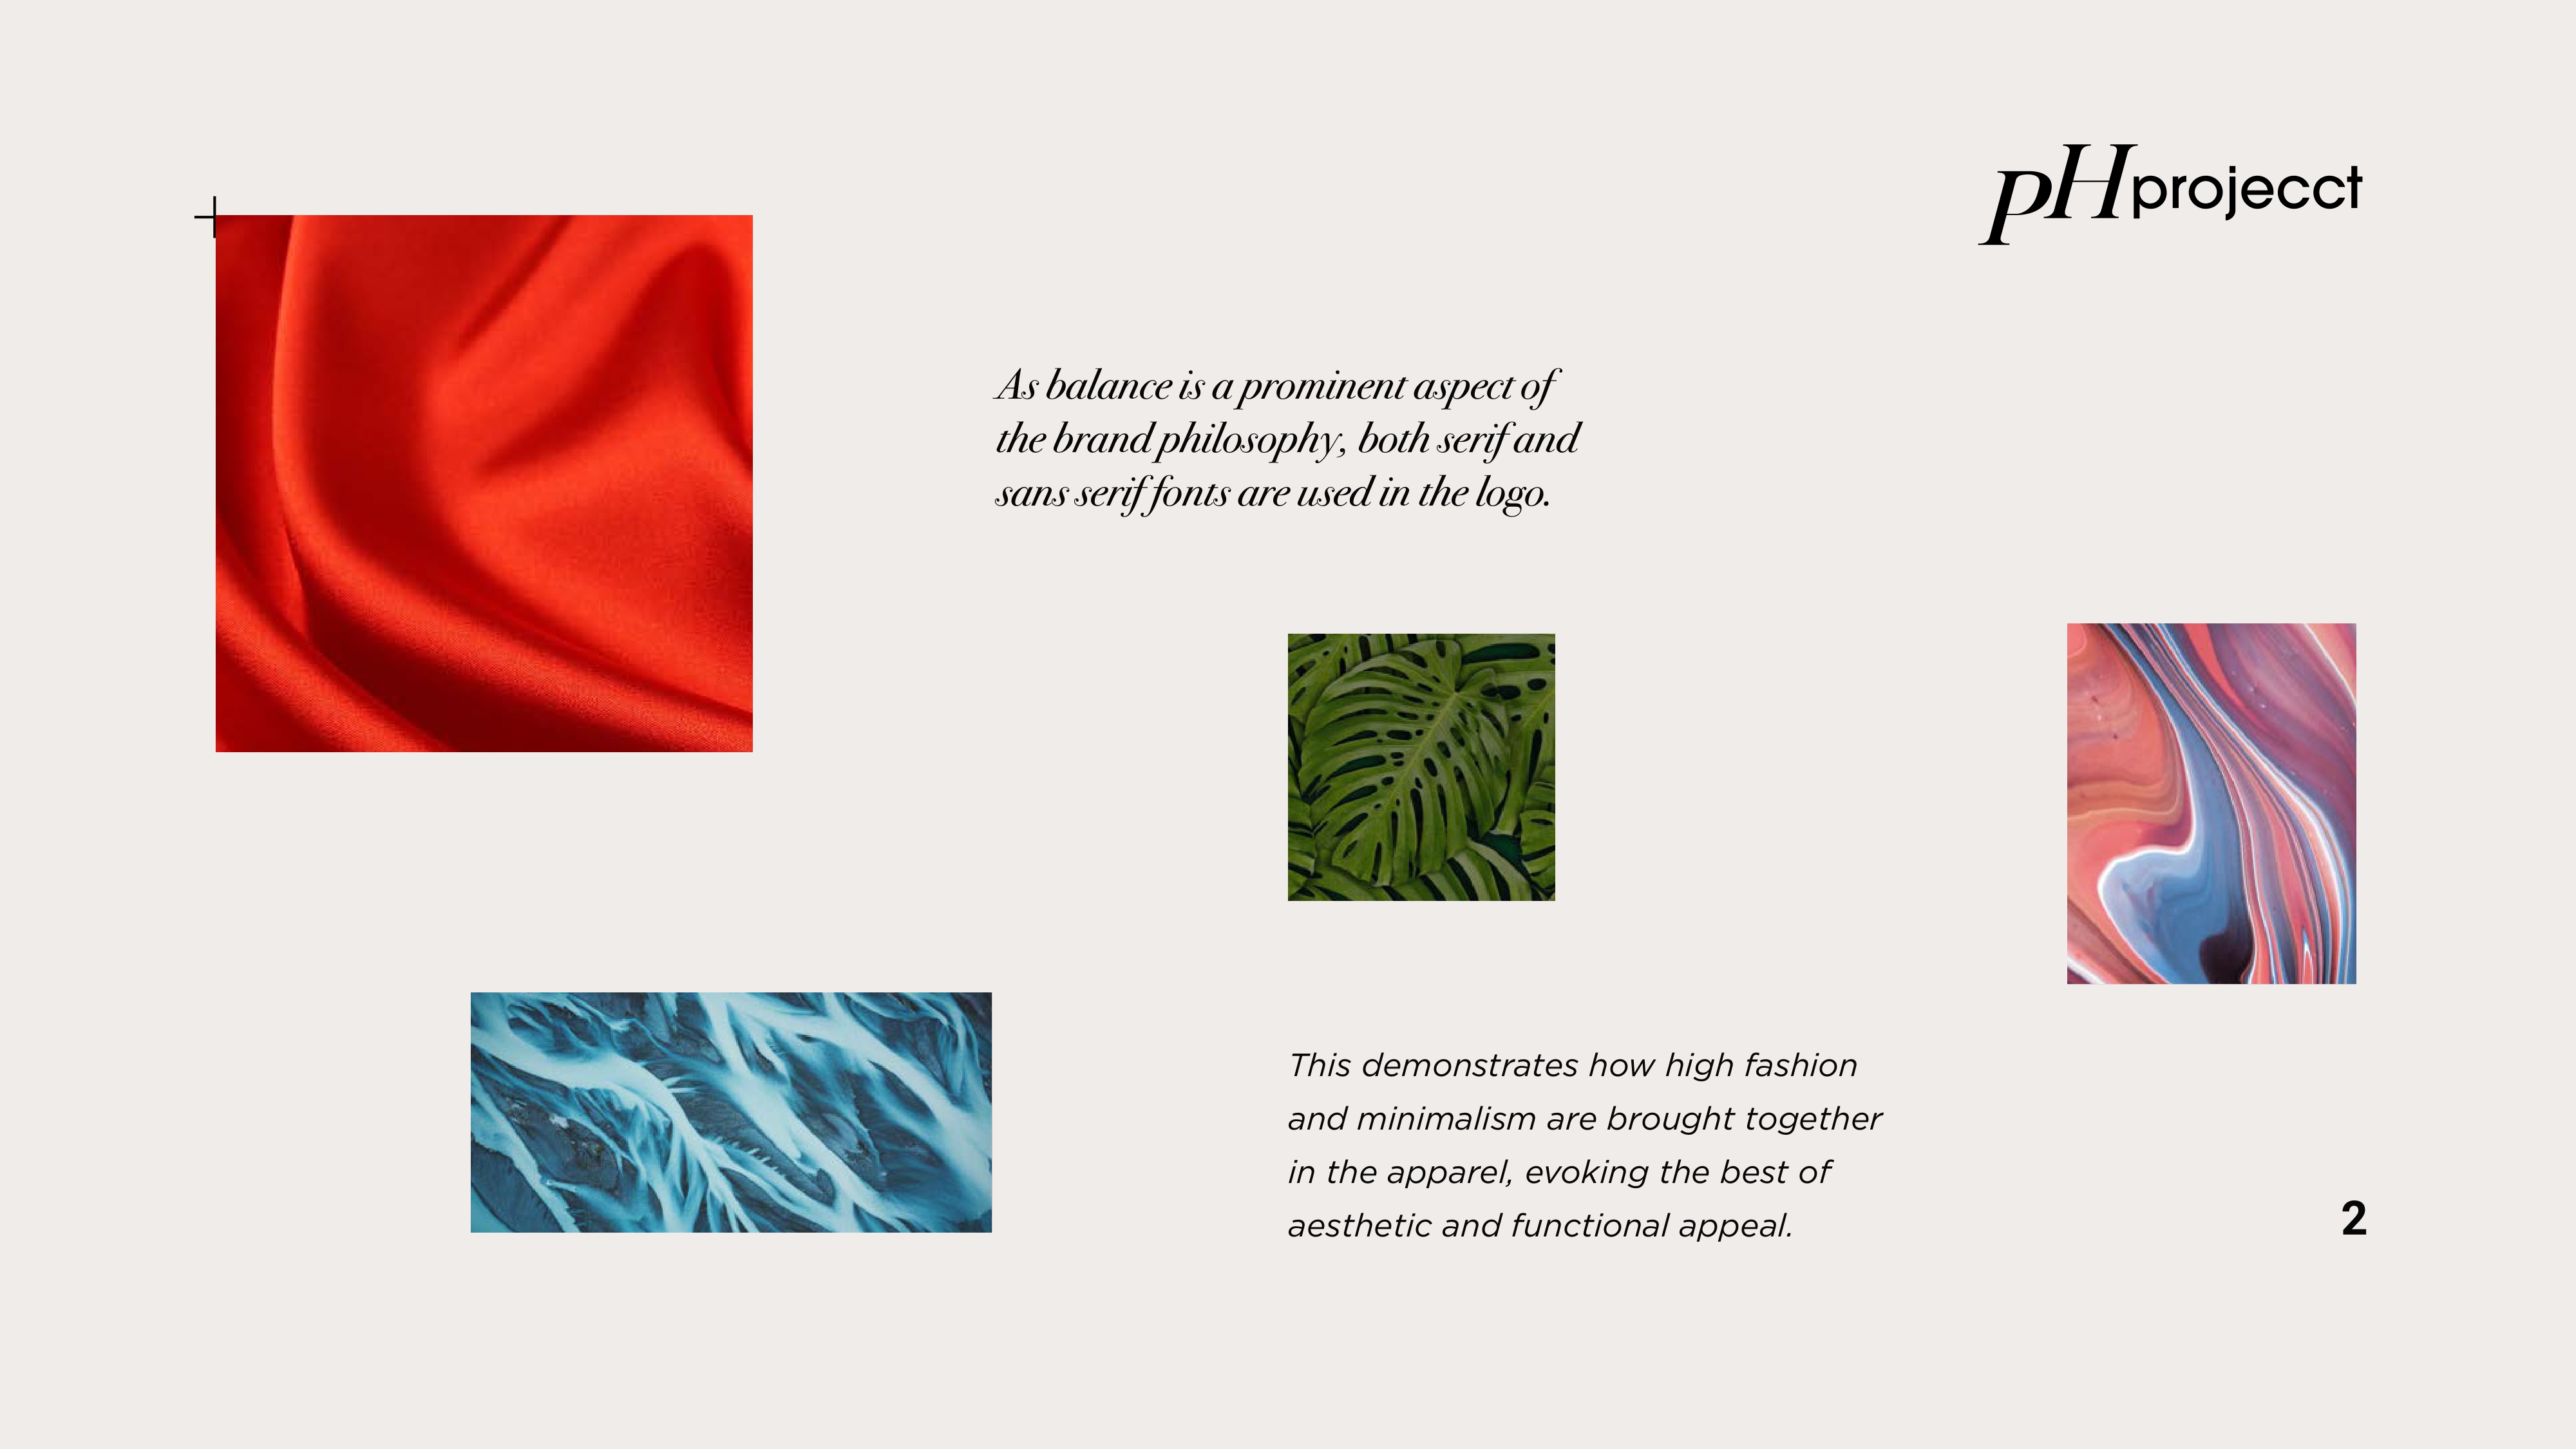 pHprojecct
As balance is a prominent aspect of
the brand philosophy, both serif and
sans serif fonts are used in the logo.
This demonstrates how high fashion
and minimalism are brought together
in the apparel, evoking the best of
aesthetic and functional appeal.
2